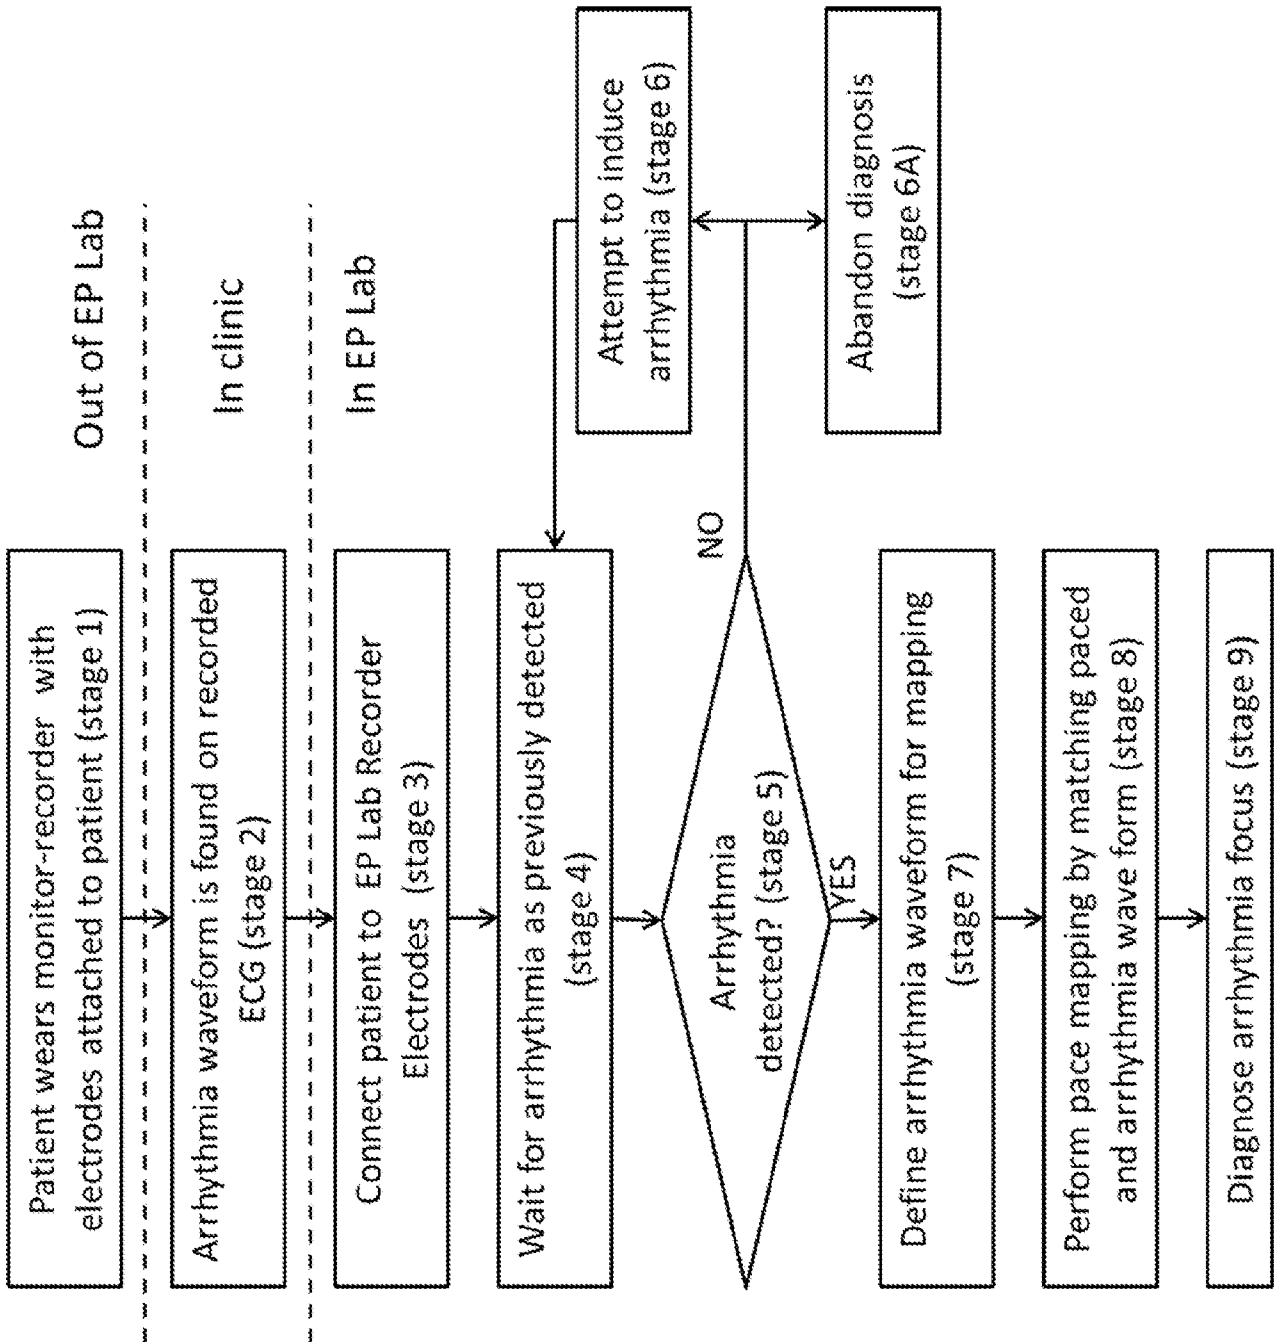 Out of EP Lab
Patient wears monitor-recorder with
electrodes attached to patient (stage 1)
In clinic
Arrhythmia waveform is found on recorded
ECG (stage 2)
In EP Lab
Connect patient to EP Lab Recorder
Electrodes (stage 3)
Wait for arrhythmia as previously detected
(stage 4)
Arrhythmia
detected? (stage 5)
NO
Attempt to induce
arrhythmia (stage 6)
Abandon diagnosis
(stage 6A)
YES
Define arrhythmia waveform for mapping
(stage 7)
Perform pace mapping by matching paced
and arrhythmia wave form (stage 8)
Diagnose arrhythmia focus (stage 9)